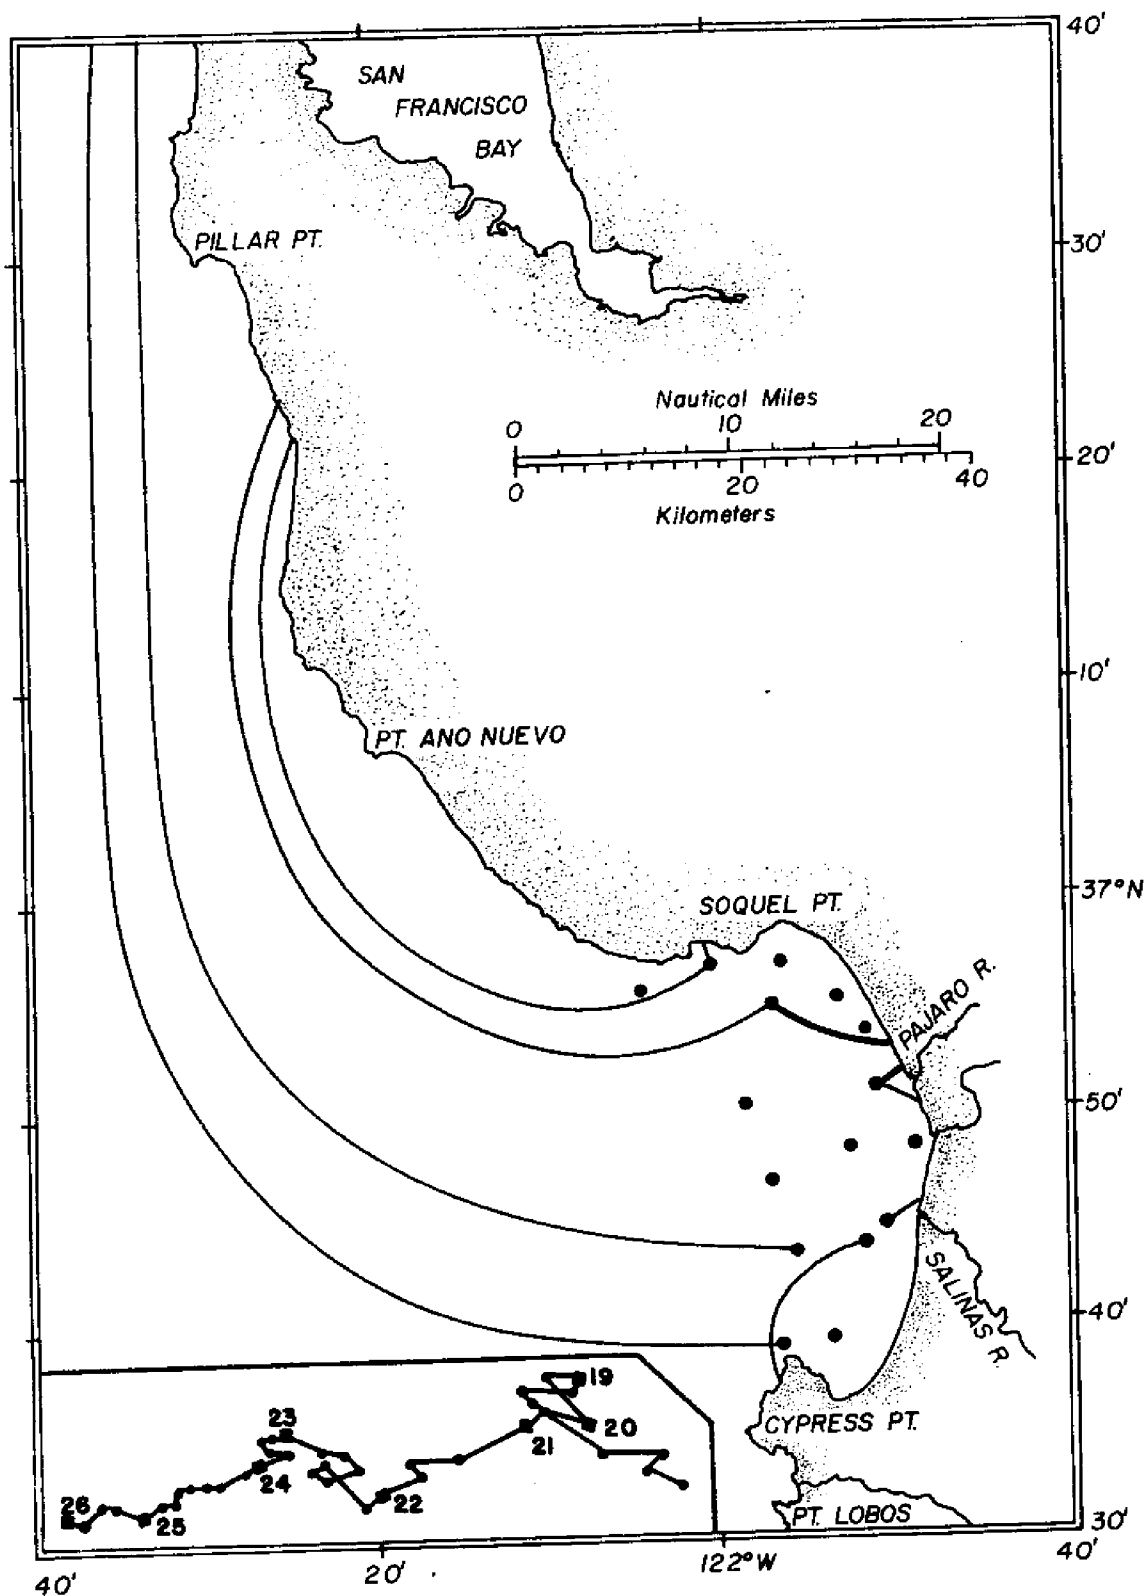 40'
SAN
FRANCISCO
BAY
PILLAR PT.
30'
Nautical Miles
0 10 20
20'
0 20 40
Kilometers
10'
PT. ANO NUEVO
37°N
SOQUEL PT.
PAJARO R.
50'
SALINAS R.
40'
19
20
21
22
23
24
25
26
CYPRESS PT.
PT. LOBOS
30'
40' 20' 122°W 40'